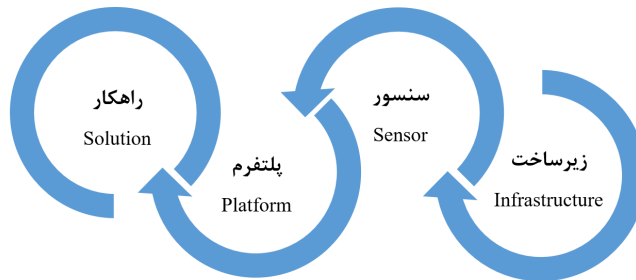 زیرساخت
Infrastructure
سنسور
Sensor
پلتفرم
Platform
راهکار
Solution